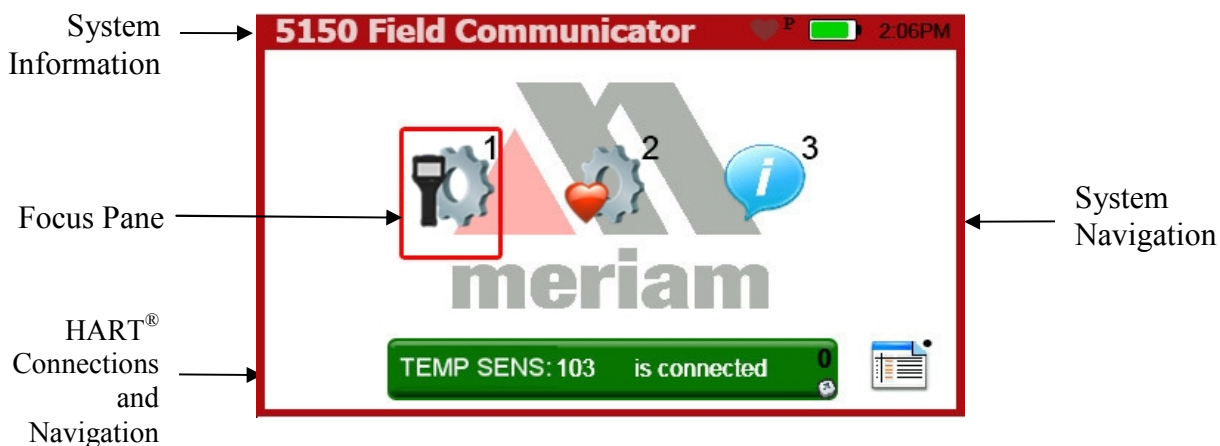 System
Information
5150 Field Communicator P 2:06PM
1
2
3
Focus Pane
System
Navigation
meriam
HART®
Connections
and
Navigation
TEMP SENS: 103 is connected 0